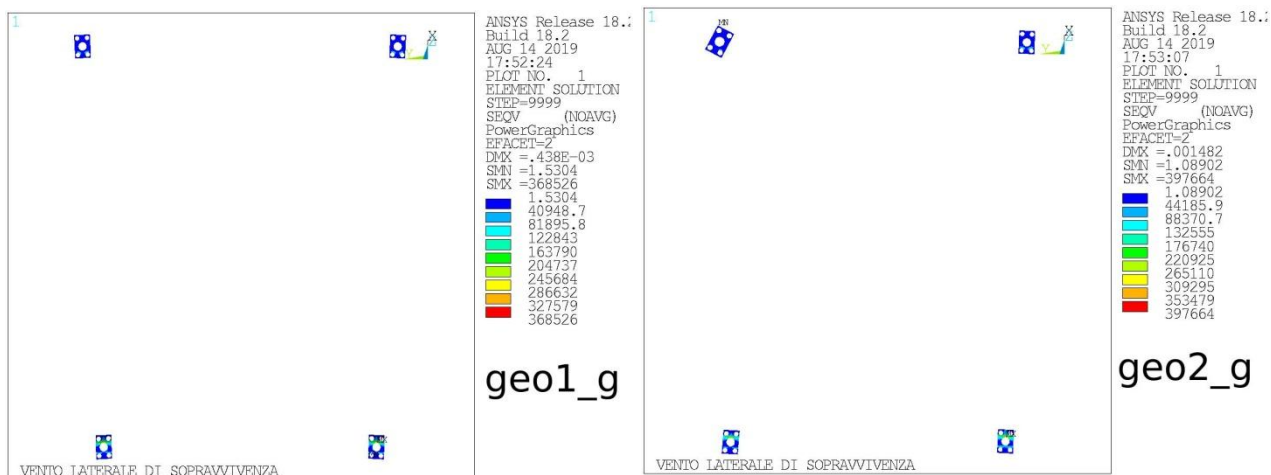 1
ANSYS Release 18.2
Build 18.2
AUG 14 2019
17:52:24
PLOT NO. 1
ELEMENT SOLUTION
STEP=9999
SEQV (NOAVG)
PowerGraphics
EFACET=2
DMX =.438E-03
SMN =1.5304
SMX =368526
1.5304
40948.7
81895.8
122843
163790
204737
245684
286632
327579
368526
X
Y
geo1_g
VENTO LATERALE DI SOPRAVVIVENZA
1
MN
ANSYS Release 18.2
Build 18.2
AUG 14 2019
17:53:07
PLOT NO. 1
ELEMENT SOLUTION
STEP=9999
SEQV (NOAVG)
PowerGraphics
EFACET=2
DMX =.001482
SMN =1.08902
SMX =397664
1.08902
44185.9
88370.7
132555
176740
220925
265110
309295
353479
397664
X
Y
geo2_g
VENTO LATERALE DI SOPRAVVIVENZA